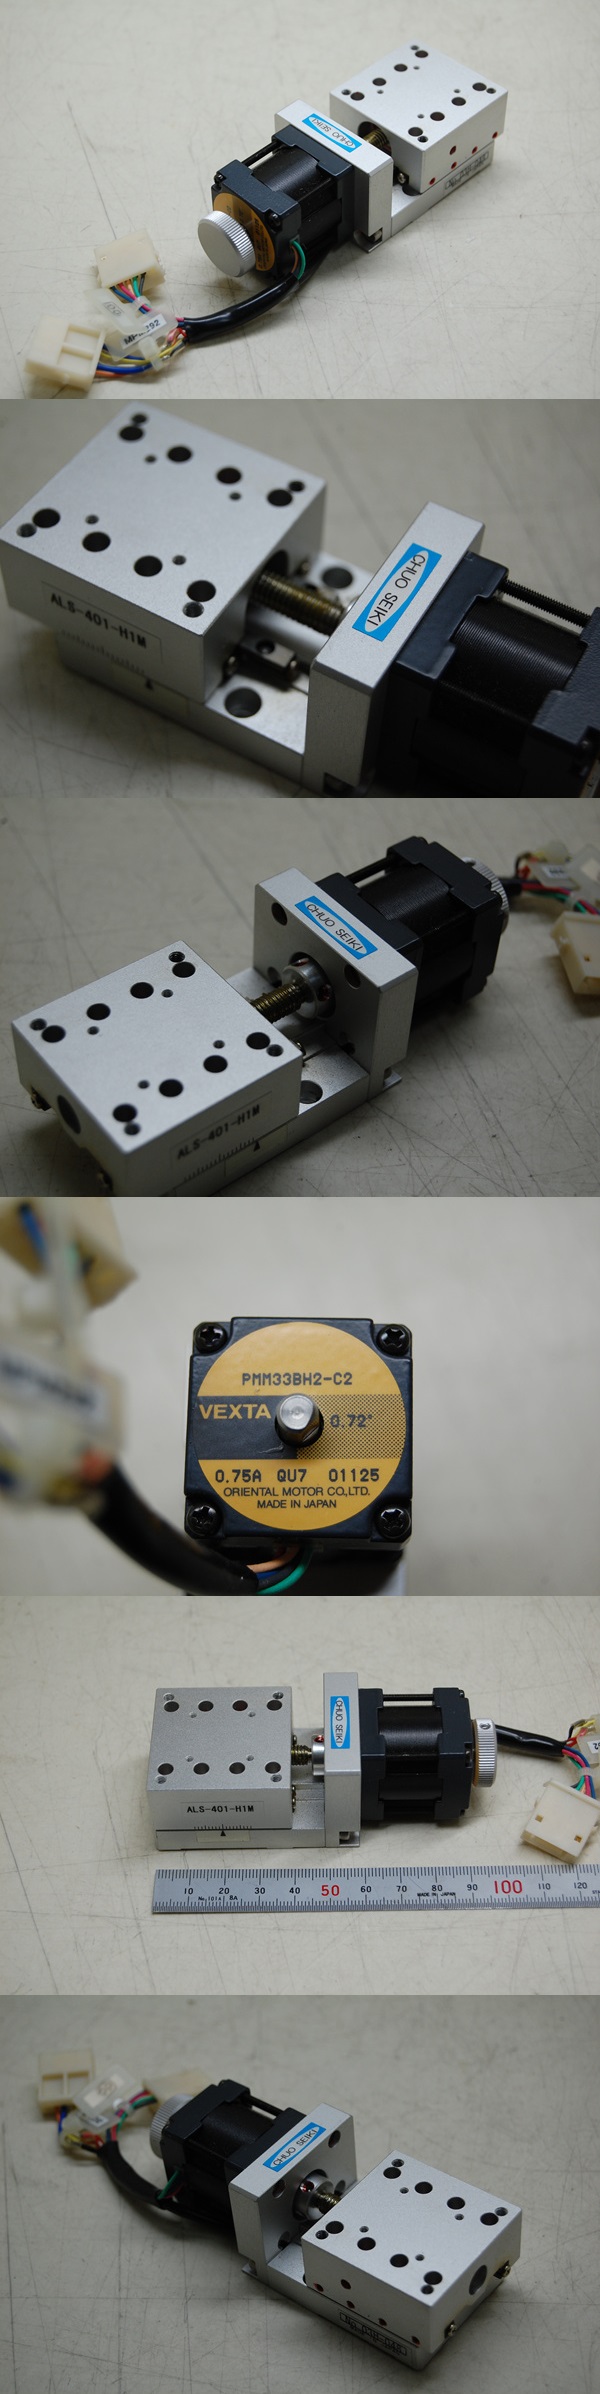 CHUO SEIKI
CHUO SEIKI
ALS-401-H1M
CHUO SEIKI
ALS-401-H1M
PMM33BH2-C2
VEXTA
0.72°
0.75A QU7 01125
ORIENTAL MOTOR CO.,LTD.
MADE IN JAPAN
CHUO SEIKI
ALS-401-H1M
10 20 30 40 50 60 70 80 90 100 110 120
MADE IN JAPAN
CHUO SEIKI